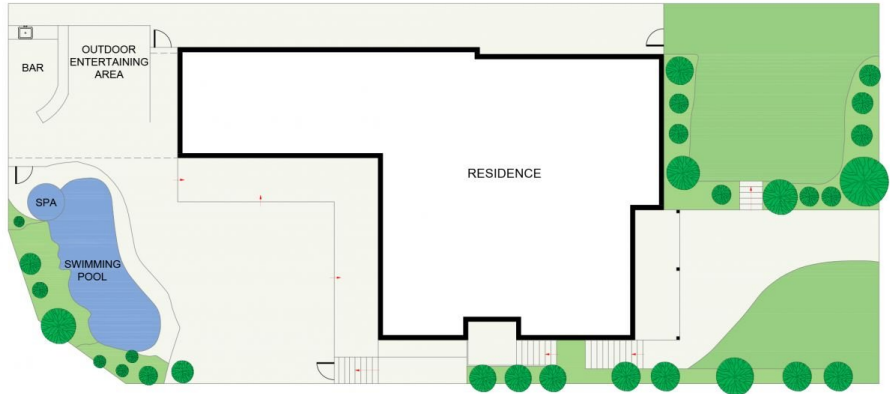 OUTDOOR
ENTERTAINING
AREA
BAR
RESIDENCE
SPA
SWIMMING
POOL